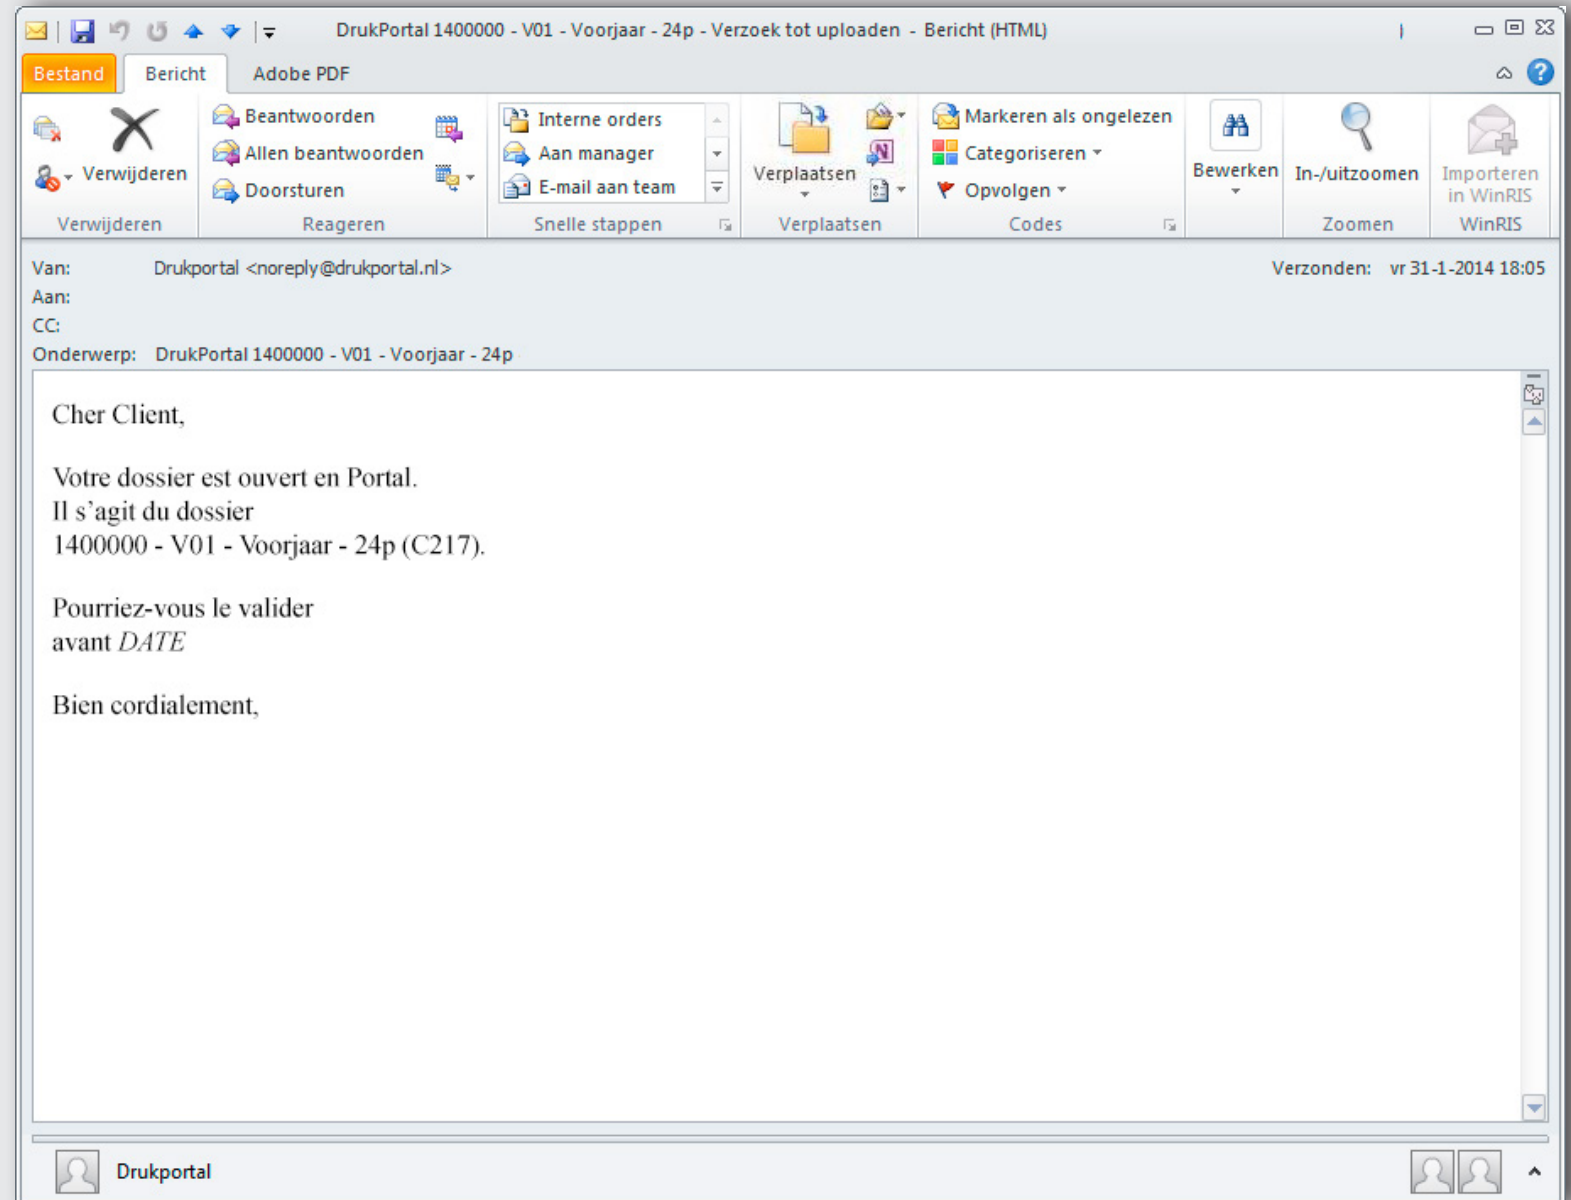 DrukPortal 1400000 - V01 - Voorjaar - 24p - Verzoek tot uploaden - Bericht (HTML)
Bestand Bericht Adobe PDF
Verwijderen
Beantwoorden
Allen beantwoorden
Doorsturen
Interne orders
Aan manager
E-mail aan team
Verplaatsen
Markeren als ongelezen
Categoriseren
Opvolgen
Bewerken
In-/uitzoomen
Importeren
in WinRIS
Verwijderen Reageren Snelle stappen Verplaatsen Codes Zoomen WinRIS
Van: Drukportal <noreply@drukportal.nl> Verzonden: vr 31-1-2014 18:05
Aan:
CC:
Onderwerp: DrukPortal 1400000 - V01 - Voorjaar - 24p
Cher Client,
Votre dossier est ouvert en Portal.
Il s’agit du dossier
1400000 - V01 - Voorjaar - 24p (C217).
Pourriez-vous le valider
avant DATE
Bien cordialement,
Drukportal